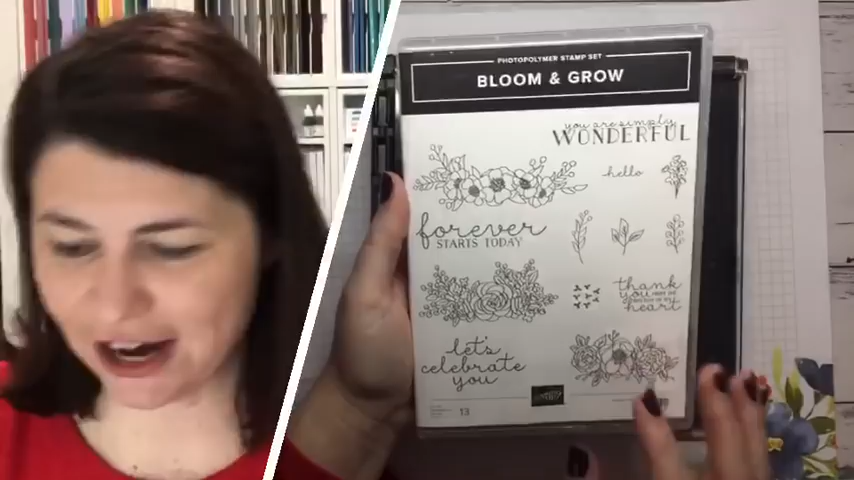 PHOTOPOLYMER STAMP SET
BLOOM & GROW
you are simply
WONDERFUL
hello
forever
STARTS TODAY
thank
you
heart
let's
celebrate
you
13